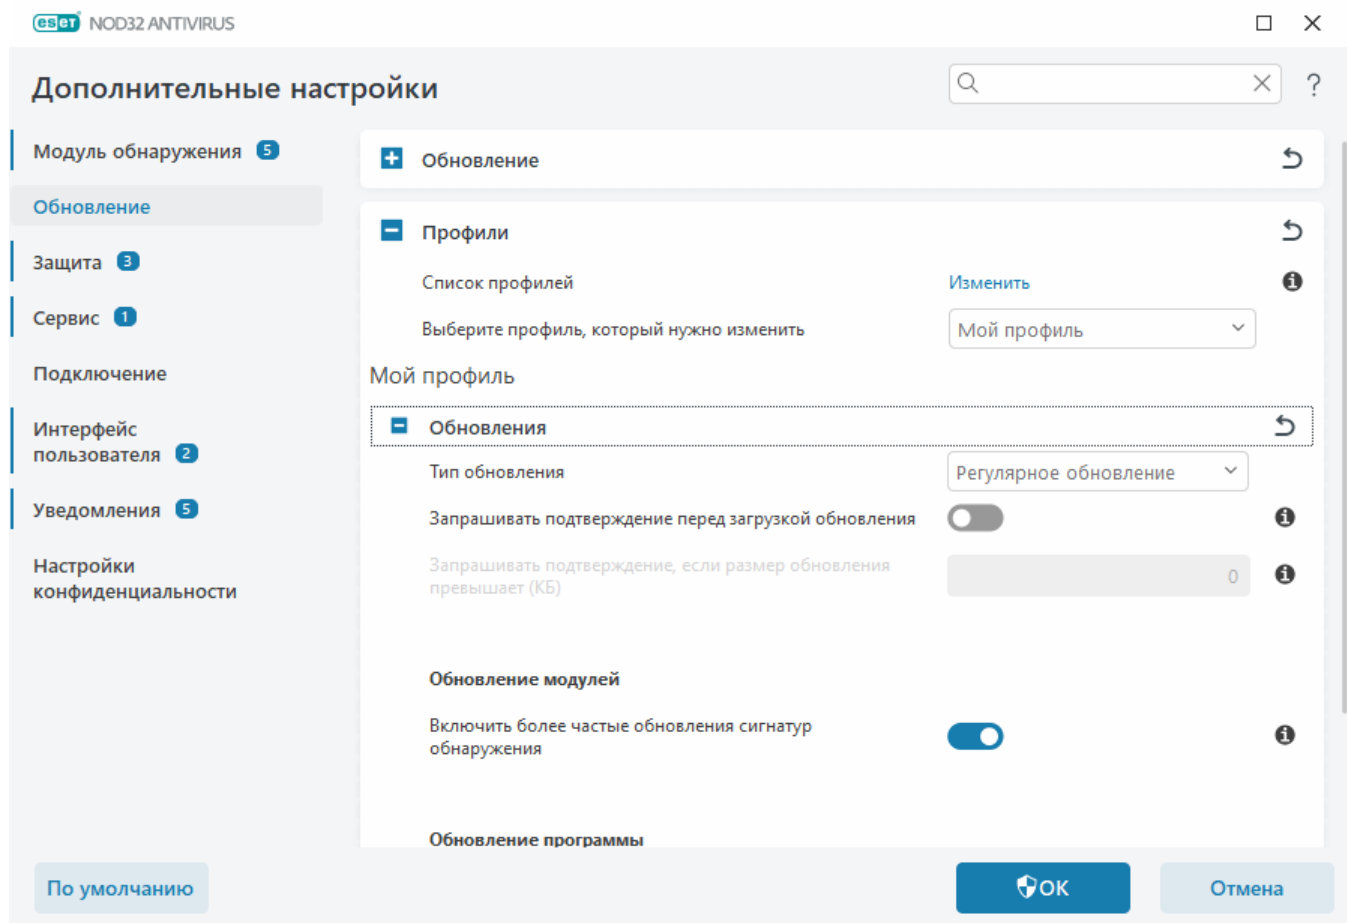 eset NOD32 ANTIVIRUS
Дополнительные настройки
?
Модуль обнаружения 5
Обновление
Защита 3
Сервис 1
Подключение
Интерфейс
пользователя 2
Уведомления 5
Настройки
конфиденциальности
Обновление
Профили
Список профилей
Изменить
Выберите профиль, который нужно изменить
Мой профиль
Мой профиль
Обновления
Тип обновления
Регулярное обновление
Запрашивать подтверждение перед загрузкой обновления
Запрашивать подтверждение, если размер обновления
превышает (КБ)
0
Обновление модулей
Включить более частые обновления сигнатур
обнаружения
Обновление программы
По умолчанию
ОК
Отмена